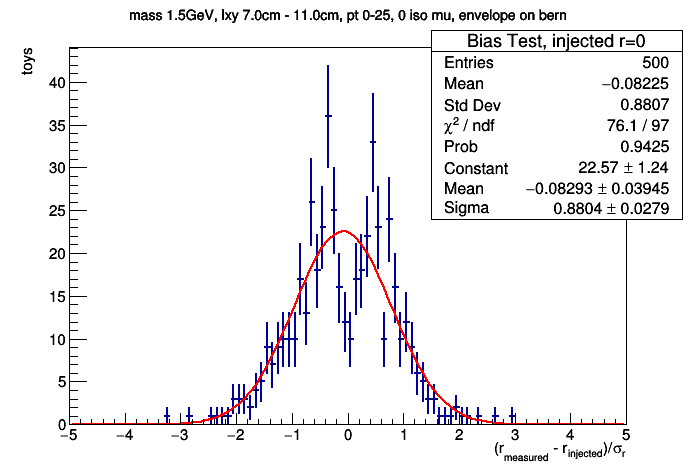 mass 1.5GeV, lxy 7.0cm - 11.0cm, pt 0-25, 0 iso mu, envelope on bern
toys
Bias Test, injected r=0
Entries 500
Mean −0.08225
Std Dev 0.8807
χ² / ndf 76.1 / 97
Prob 0.9425
Constant 22.57 ± 1.24
Mean −0.08293 ± 0.03945
Sigma 0.8804 ± 0.0279
40
35
30
25
20
15
10
5
0
−5 −4 −3 −2 −1 0 1 2 3 4 5
(r_measured - r_injected)/σ_r